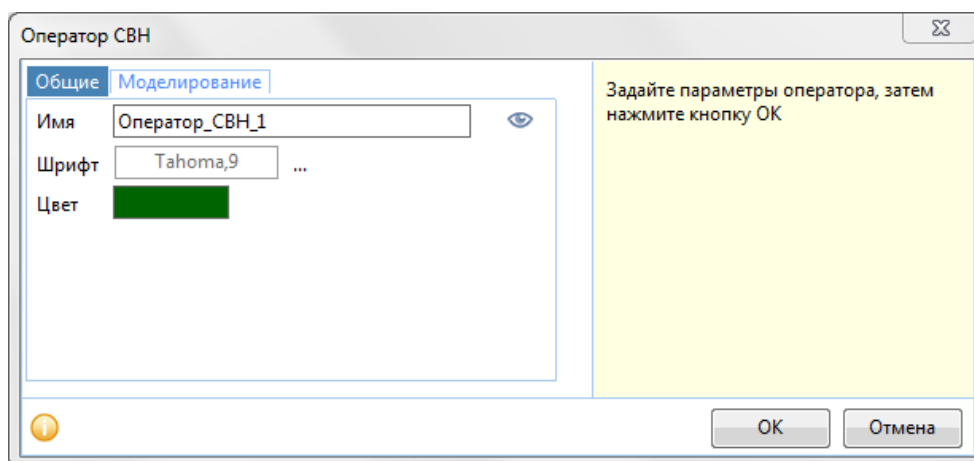 Оператор СВН
Общие Моделирование
Имя Оператор_СВН_1
Шрифт Tahoma,9 ...
Цвет
Задайте параметры оператора, затем
нажмите кнопку ОК
ОК Отмена